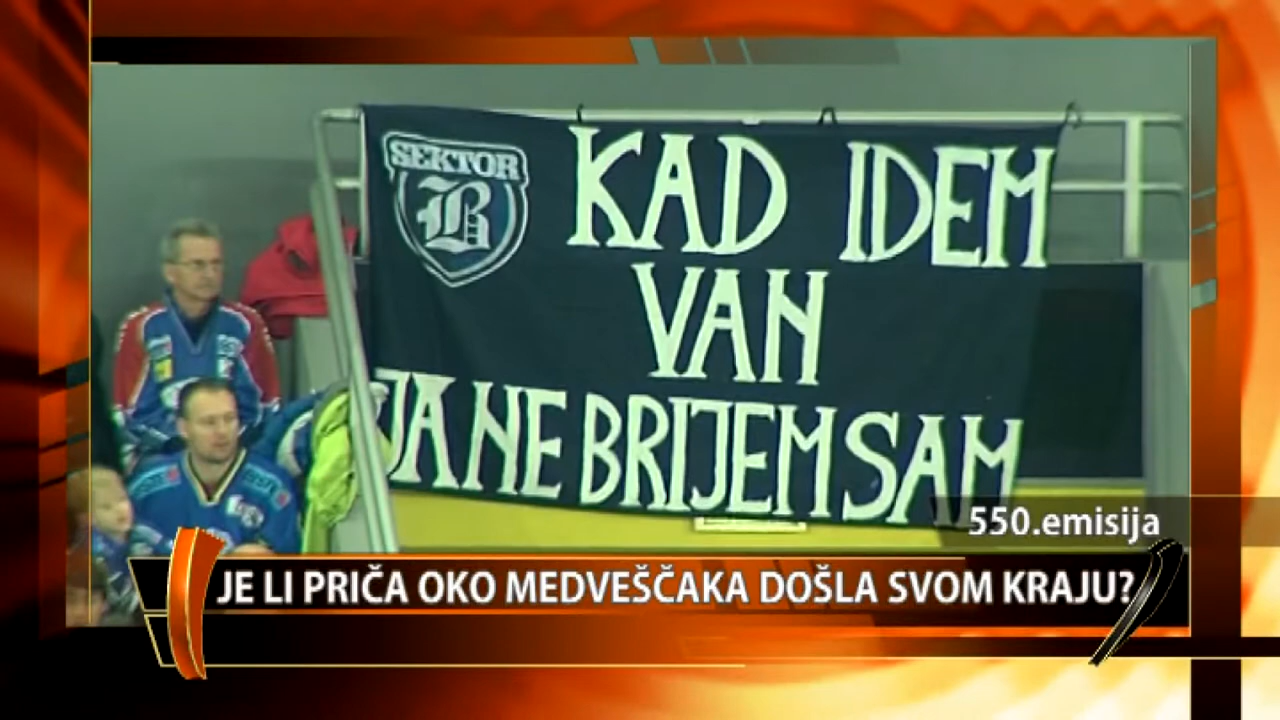 SEKTOR
B
KAD IDEM
VAN
JA NE BRIJEM SAM
550.emisija
JE LI PRIČA OKO MEDVEŠČAKA DOŠLA SVOM KRAJU?